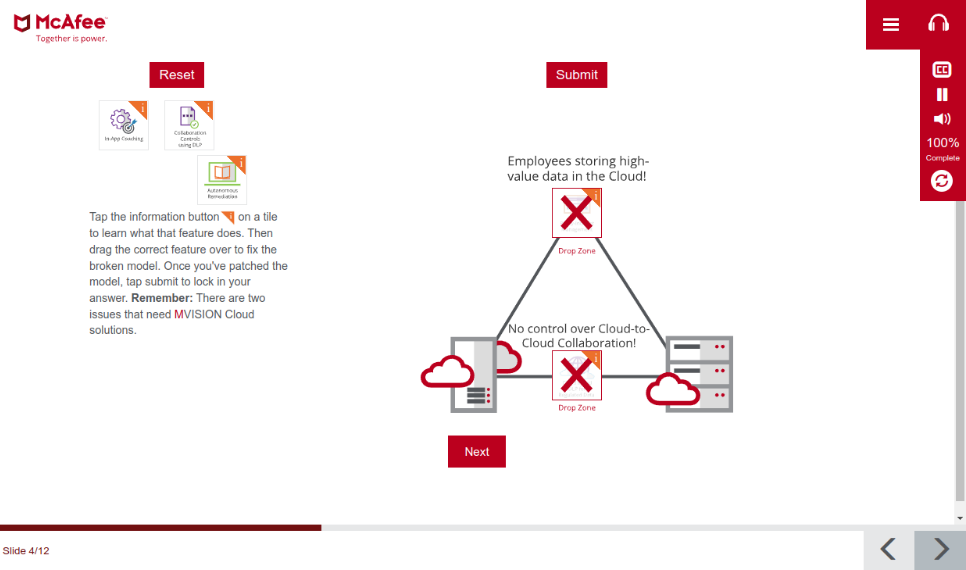 McAfee
Together is power.
Reset
Submit
CC
100%
Complete
i
i
In-App Coaching
Collaboration
Controls
using DLP
i
Autonomous
Remediation
Employees storing high-
value data in the Cloud!
i
Drop Zone
Tap the information button i on a tile
to learn what that feature does. Then
drag the correct feature over to fix the
broken model. Once you've patched the
model, tap submit to lock in your
answer. Remember: There are two
issues that need MVISION Cloud
solutions.
No control over Cloud-to-
Cloud Collaboration!
i
Drop Zone
Next
Slide 4/12